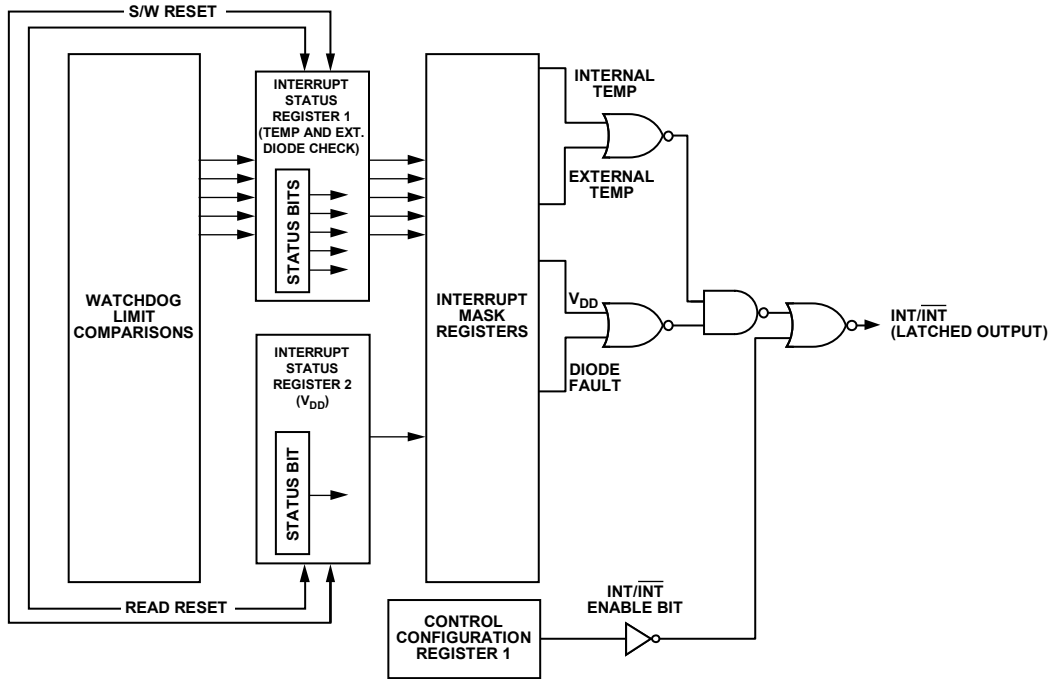 S/W RESET
INTERRUPT
STATUS
REGISTER 1
(TEMP AND EXT.
DIODE CHECK)
STATUS BITS
WATCHDOG
LIMIT
COMPARISONS
INTERRUPT
STATUS
REGISTER 2
(VDD)
STATUS BIT
READ RESET
INTERRUPT
MASK
REGISTERS
INTERNAL
TEMP
EXTERNAL
TEMP
VDD
DIODE
FAULT
INT/INT
(LATCHED OUTPUT)
INT/INT
ENABLE BIT
CONTROL
CONFIGURATION
REGISTER 1